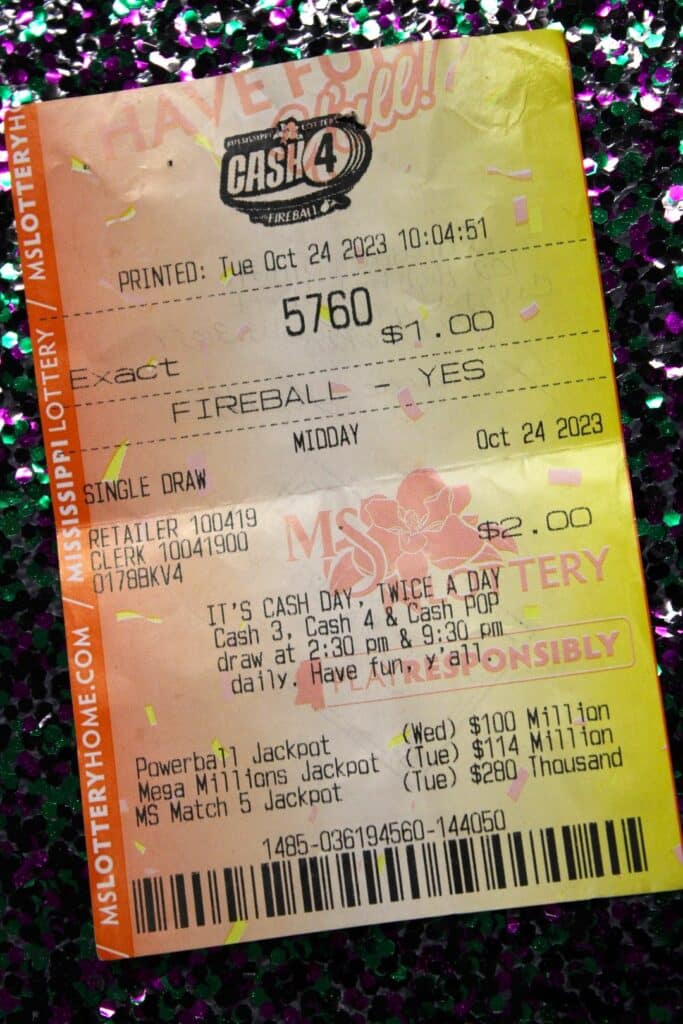 HAVE FUN
y'all!
MISSISSIPPI LOTTERY
CASH 4
FIREBALL
PRINTED: Tue Oct 24 2023 10:04:51
5760
Exact $1.00
FIREBALL - YES
MIDDAY
SINGLE DRAW Oct 24 2023
RETAILER 100419
CLERK 10041900
0178BKV4
$2.00
MS LOTTERY
IT'S CASH DAY, TWICE A DAY
Cash 3, Cash 4 & Cash POP
draw at 2:30 pm & 9:30 pm
daily. Have fun, y'all.
PLAY RESPONSIBLY
Powerball Jackpot (Wed) $100 Million
Mega Millions Jackpot (Tue) $114 Million
MS Match 5 Jackpot (Tue) $280 Thousand
1485-036194560-144050
/ MSLOTTERYHOME.COM / MISSISSIPPI LOTTERY / MSLOTTERYH